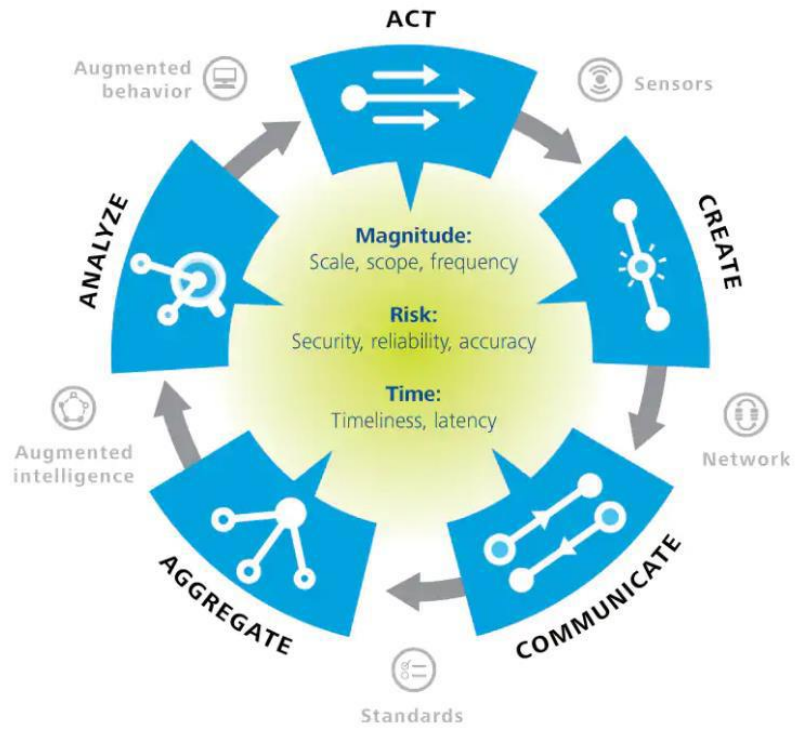 ACT
Augmented
behavior
Sensors
ANALYZE
CREATE
Magnitude:
Scale, scope, frequency
Risk:
Security, reliability, accuracy
Time:
Timeliness, latency
Augmented
intelligence
Network
AGGREGATE
COMMUNICATE
Standards